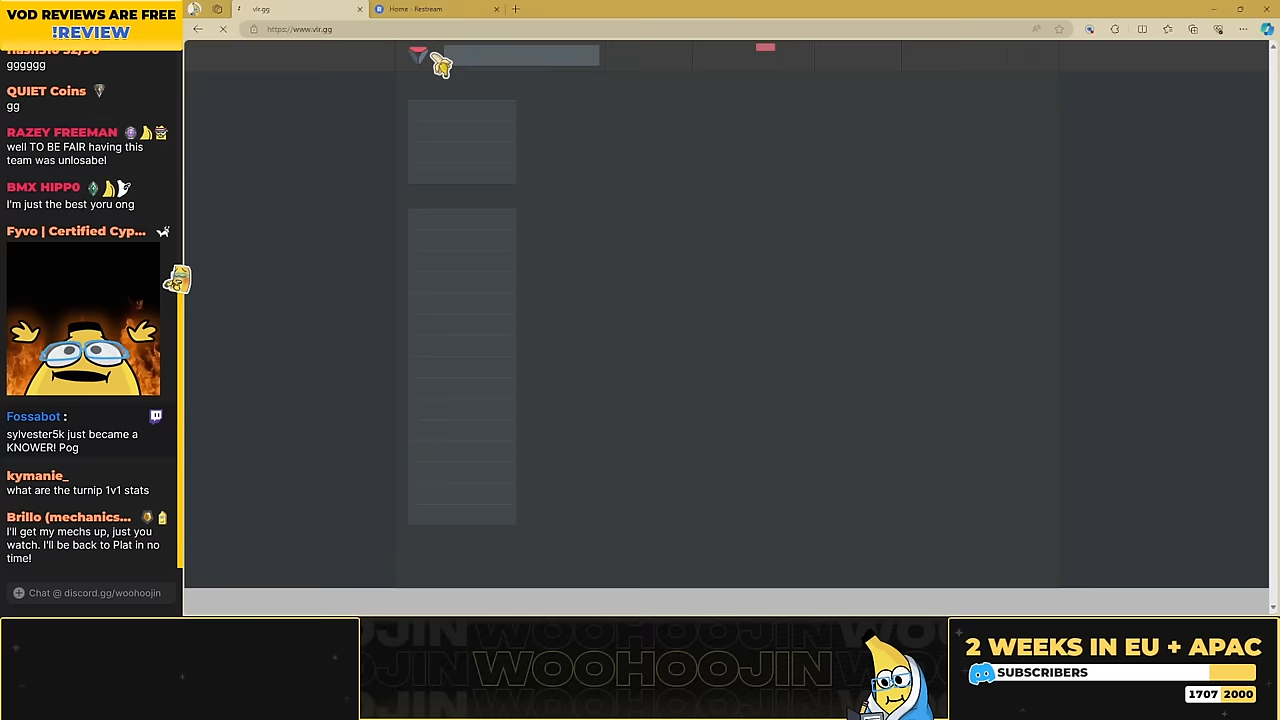 VOD REVIEWS ARE FREE
!REVIEW
gggggg
QUIET Coins
gg
RAZEY FREEMAN
well TO BE FAIR having this
team was unlosabel
BMX HIPP0
I'm just the best yoru ong
Fyvo | Certified Cyp...
Fossabot :
sylvester5k just became a
KNOWER! Pog
kymanie_
what are the turnip 1v1 stats
Brillo (mechanics...
I'll get my mechs up, just you
watch. I'll be back to Plat in no
time!
Chat @ discord.gg/woohoojin
vlr.gg
Home - Restream
https://www.vlr.gg
WOOHOOJIN
2 WEEKS IN EU + APAC
SUBSCRIBERS
1707 2000